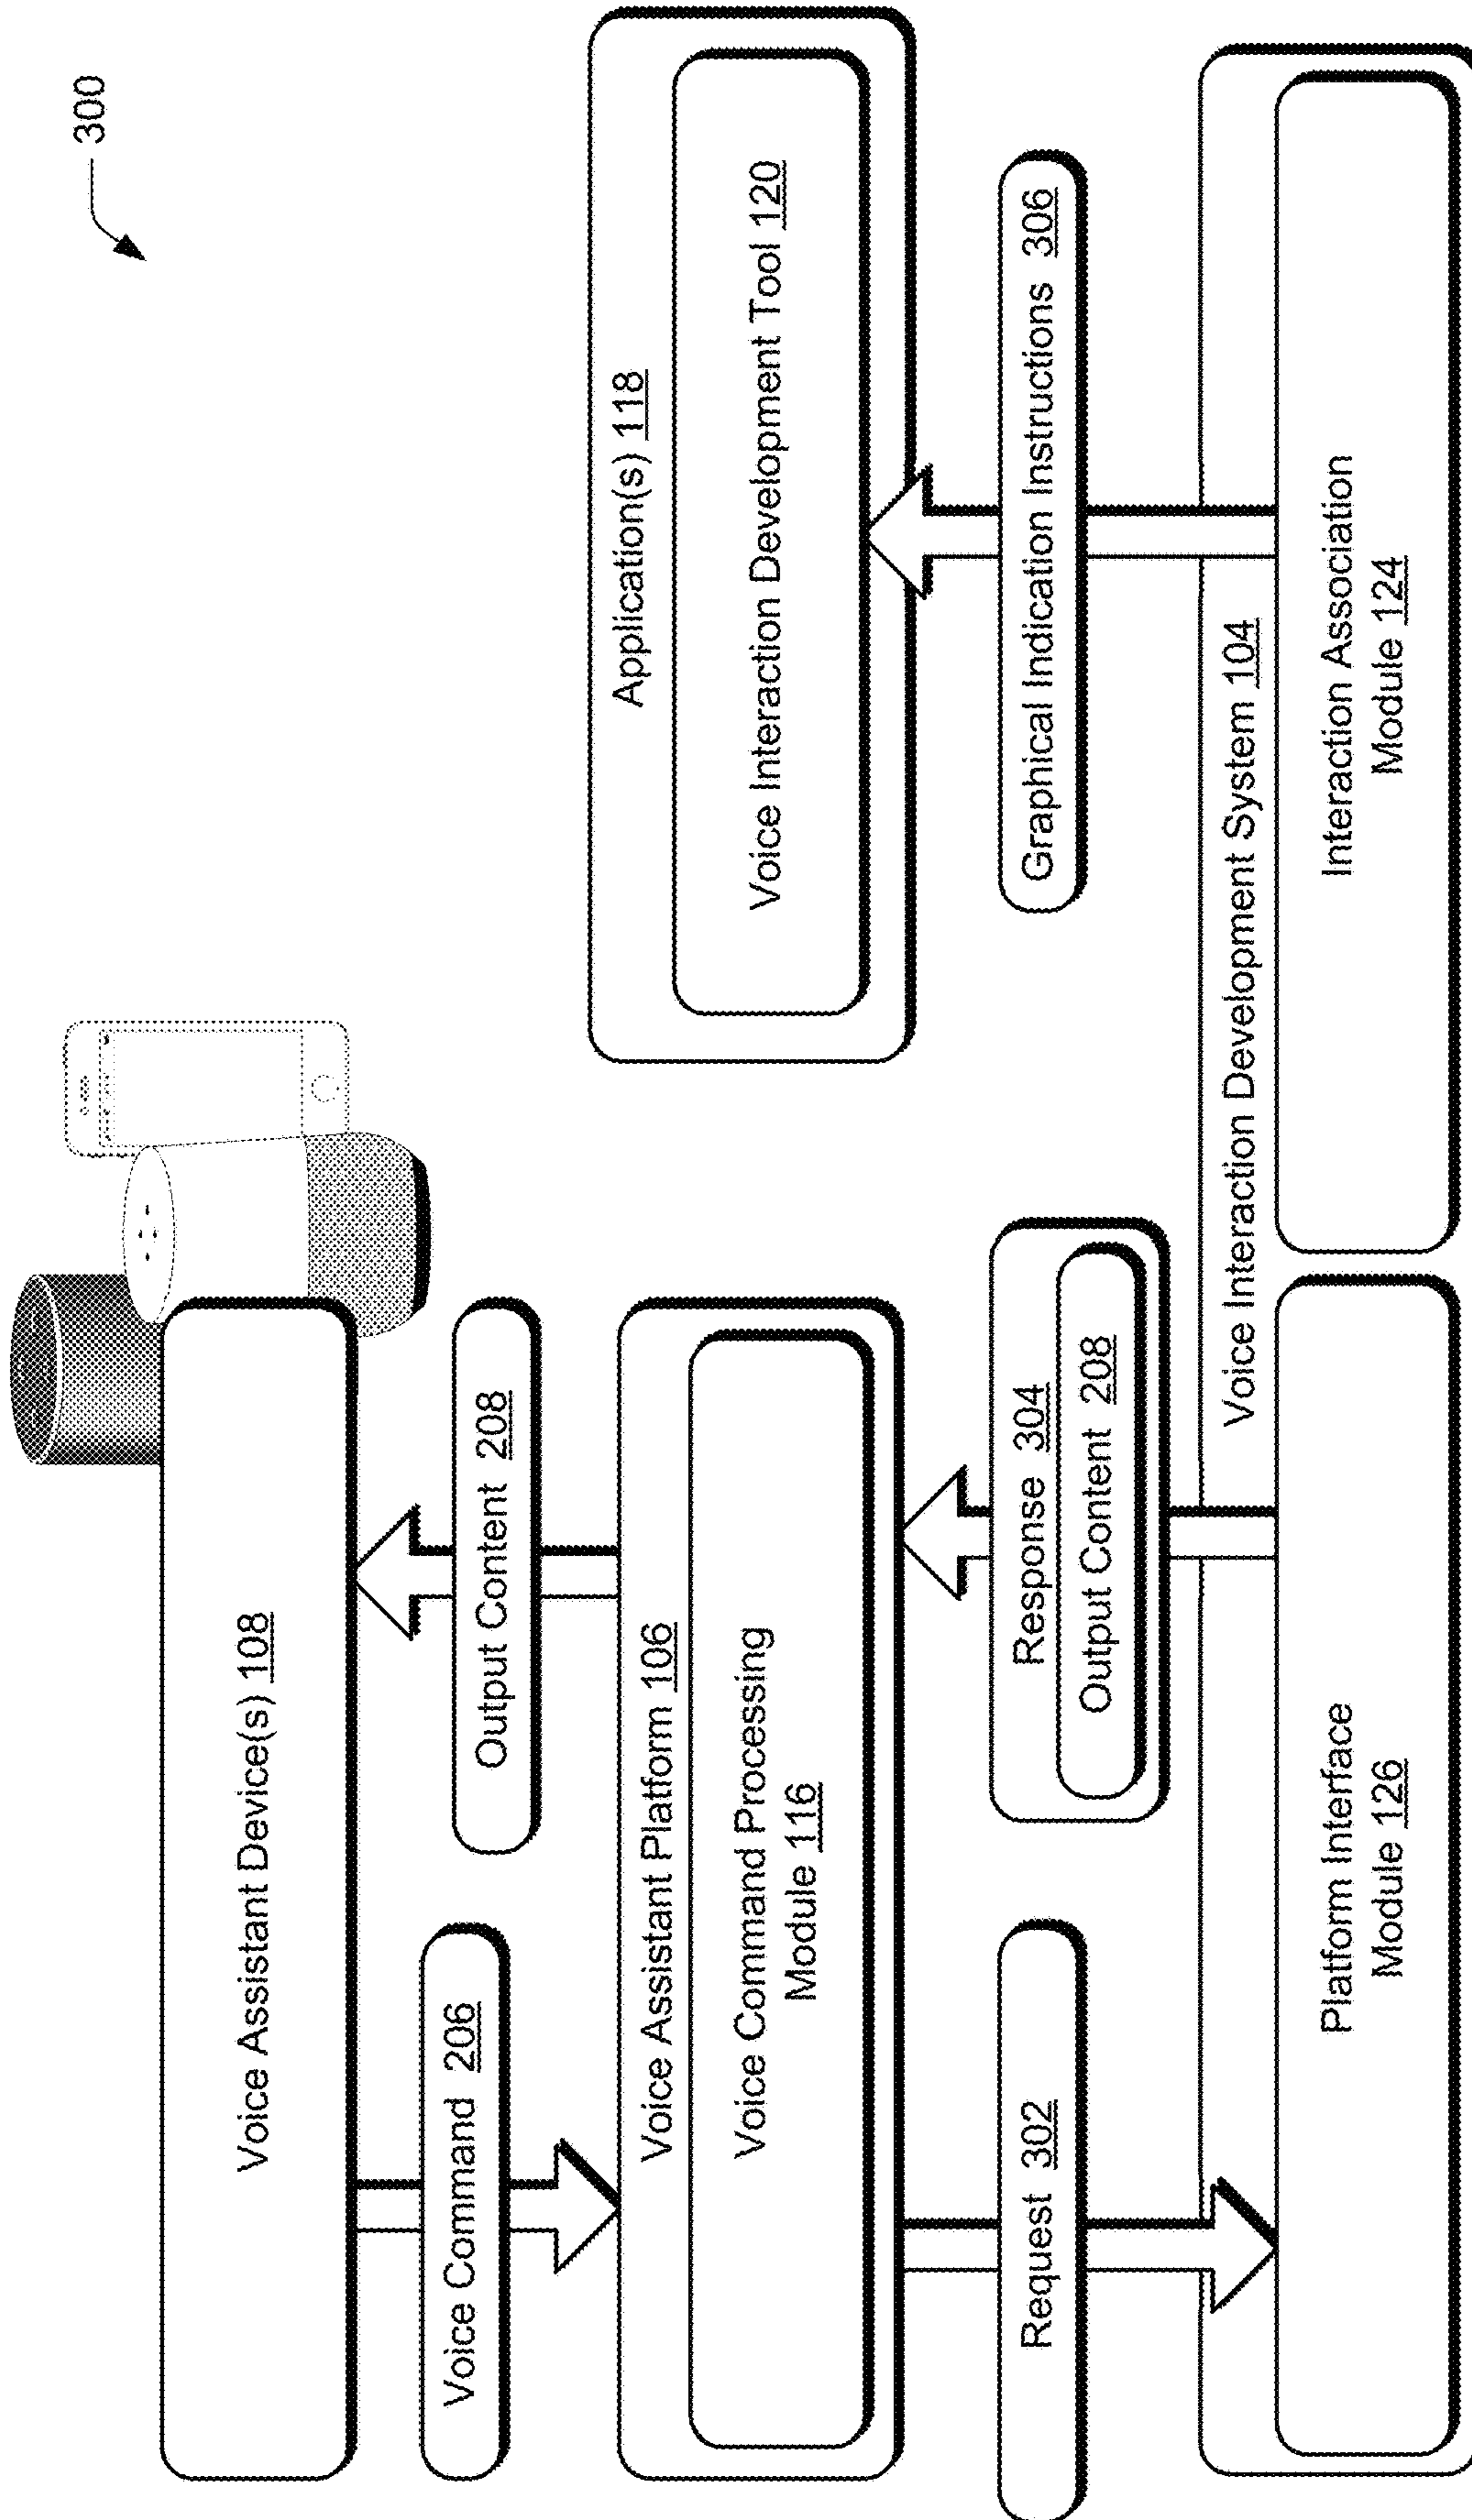 300
Voice Assistant Device(s) 108
Voice Command 206
Output Content 208
Voice Assistant Platform 106
Voice Command Processing
Module 116
Application(s) 118
Voice Interaction Development Tool 120
Request 302
Response 304
Output Content 208
Graphical Indication Instructions 306
Voice Interaction Development System 104
Platform Interface
Module 126
Interaction Association
Module 124